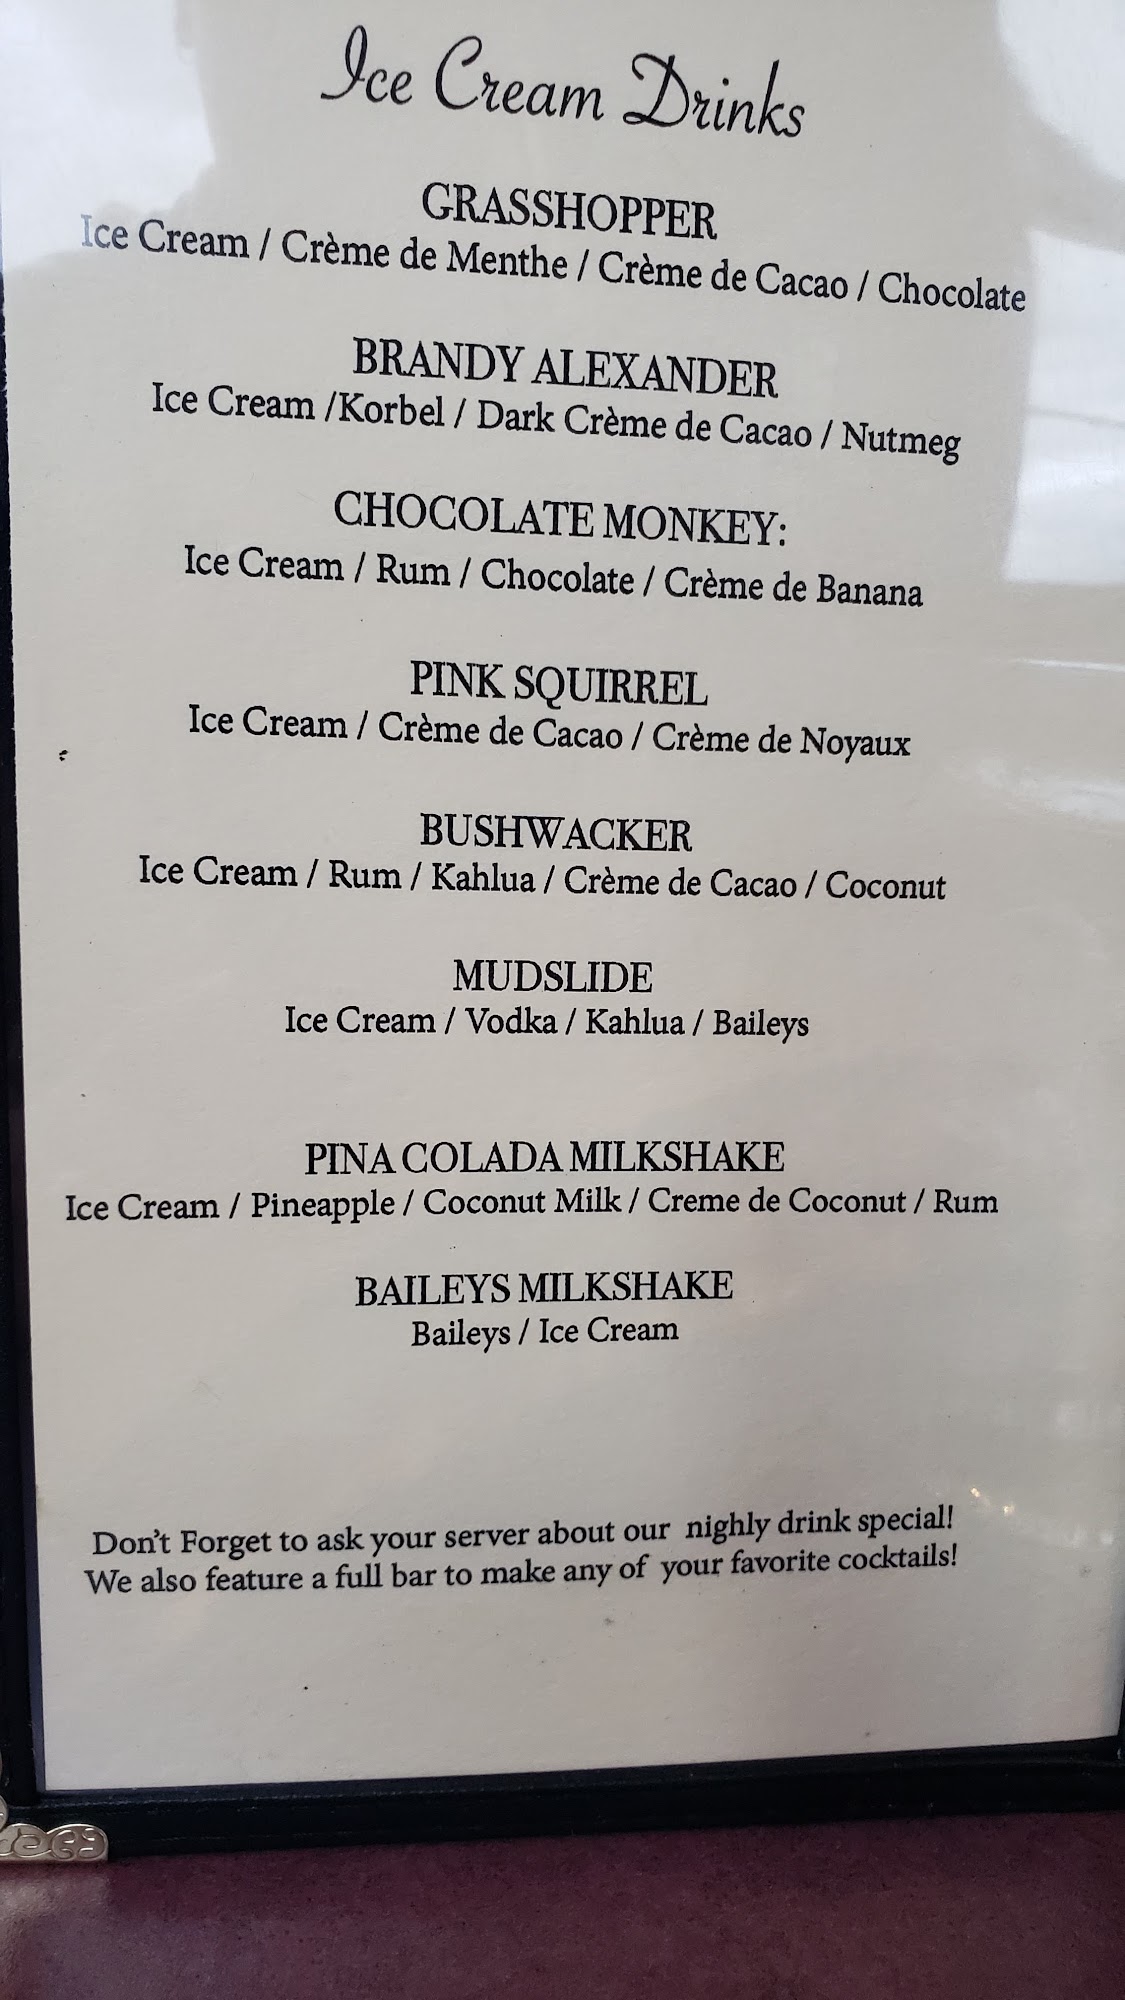 Ice Cream Drinks
GRASSHOPPER
Ice Cream / Crème de Menthe / Crème de Cacao / Chocolate
BRANDY ALEXANDER
Ice Cream /Korbel / Dark Crème de Cacao / Nutmeg
CHOCOLATE MONKEY:
Ice Cream / Rum / Chocolate / Crème de Banana
PINK SQUIRREL
Ice Cream / Crème de Cacao / Crème de Noyaux
BUSHWACKER
Ice Cream / Rum / Kahlua / Crème de Cacao / Coconut
MUDSLIDE
Ice Cream / Vodka / Kahlua / Baileys
PINA COLADA MILKSHAKE
Ice Cream / Pineapple / Coconut Milk / Creme de Coconut / Rum
BAILEYS MILKSHAKE
Baileys / Ice Cream
Don't Forget to ask your server about our nighly drink special!
We also feature a full bar to make any of your favorite cocktails!